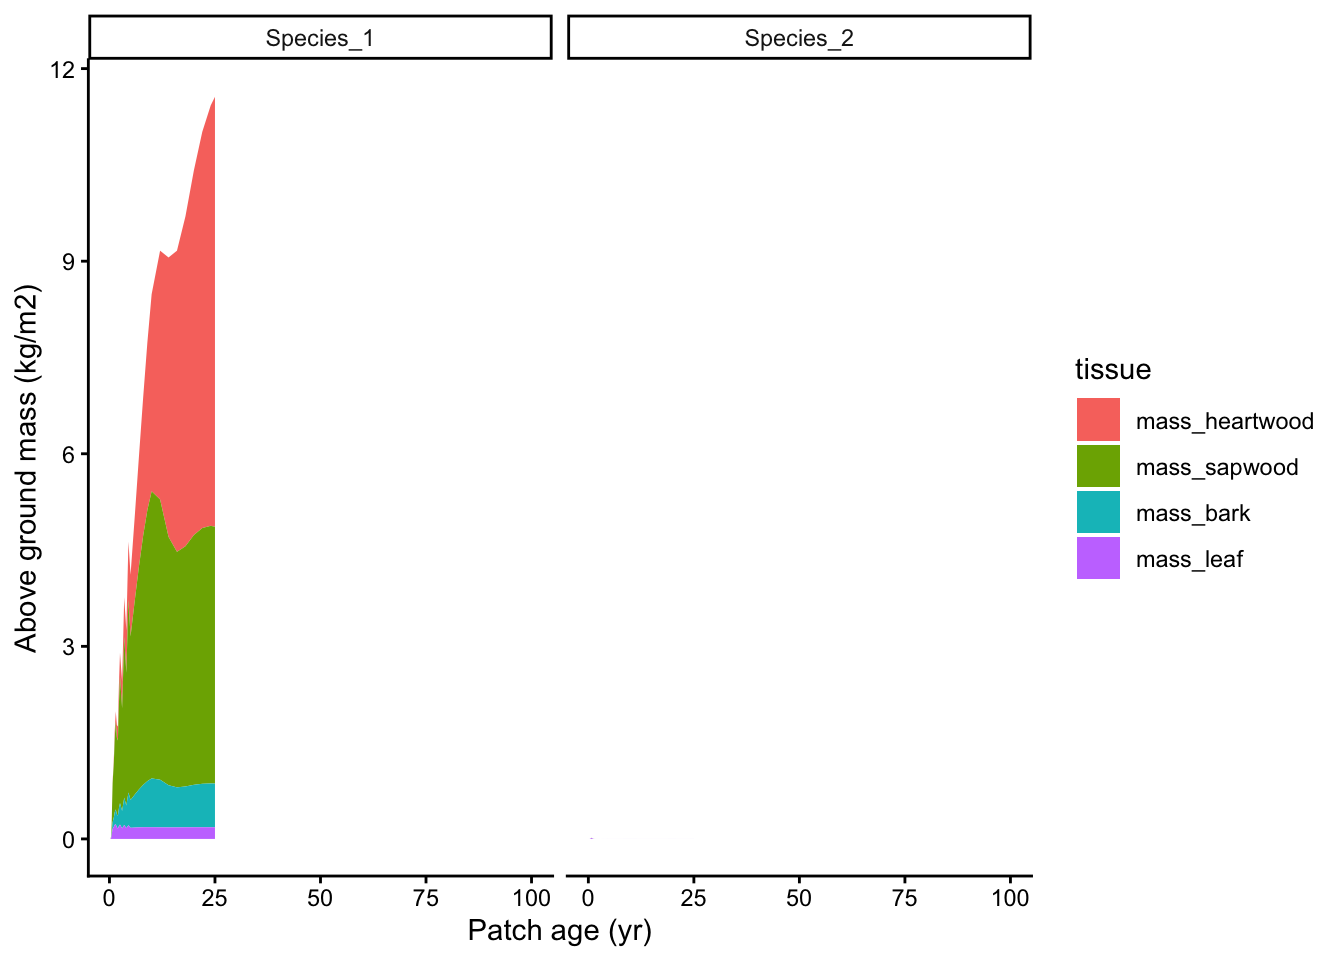 Species_1
Species_2
Above ground mass (kg/m2)
12
9
6
3
0
0 25 50 75 100
0 25 50 75 100
Patch age (yr)
tissue
mass_heartwood
mass_sapwood
mass_bark
mass_leaf